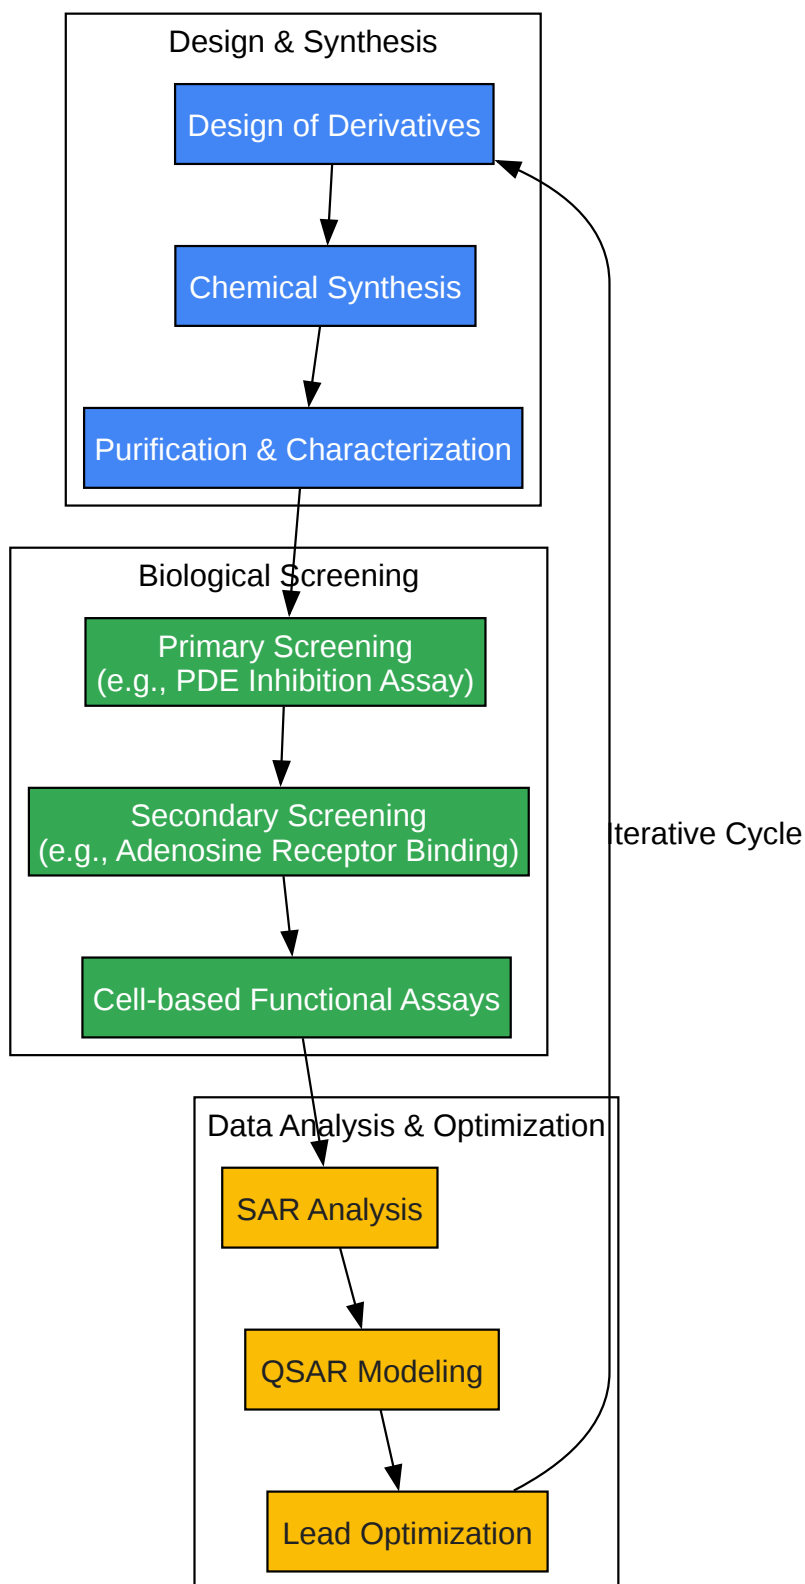 Design & Synthesis
Design of Derivatives
Chemical Synthesis
Purification & Characterization
Biological Screening
Primary Screening
(e.g., PDE Inhibition Assay)
Secondary Screening
(e.g., Adenosine Receptor Binding)
Iterative Cycle
Cell-based Functional Assays
Data Analysis & Optimization
SAR Analysis
QSAR Modeling
Lead Optimization